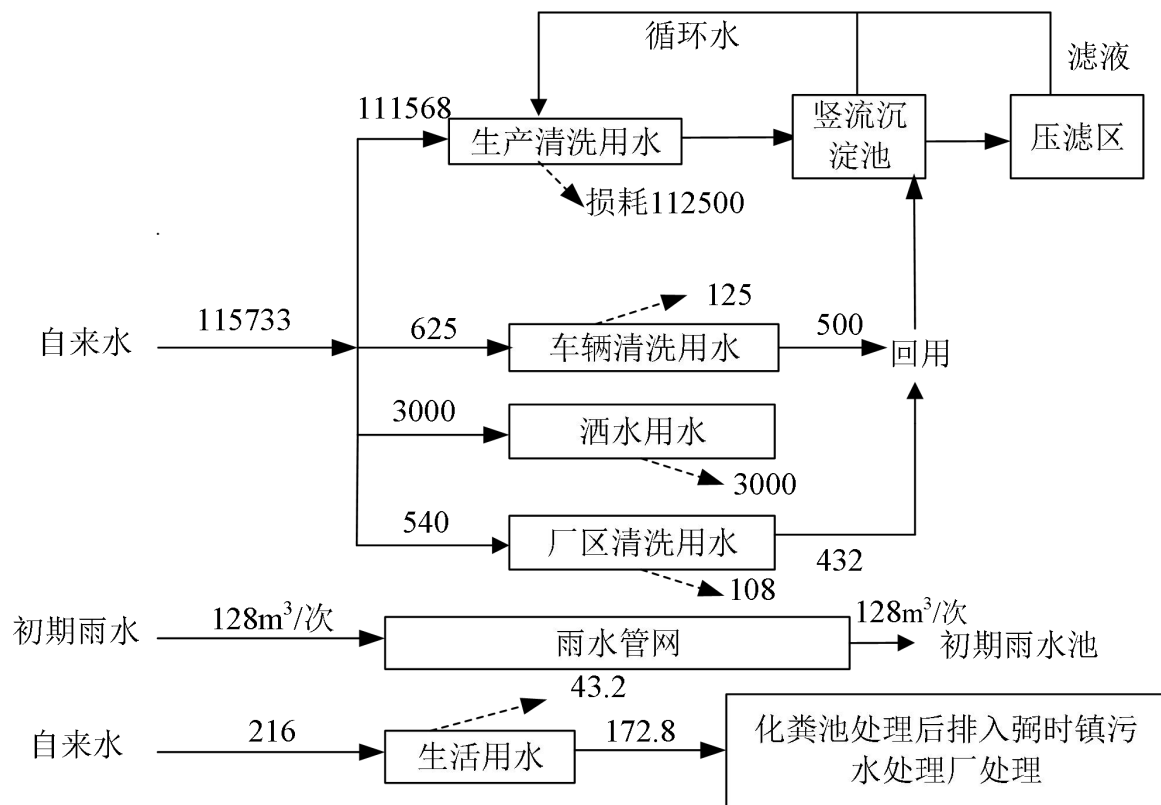 循环水
滤液
111568
生产清洗用水
竖流沉
淀池
压滤区
损耗112500
125
自来水
115733
625
车辆清洗用水
500
回用
3000
洒水用水
3000
540
厂区清洗用水
432
108
初期雨水
128m³/次
雨水管网
128m³/次
初期雨水池
43.2
自来水
216
生活用水
172.8
化粪池处理后排入弼时镇污
水处理厂处理